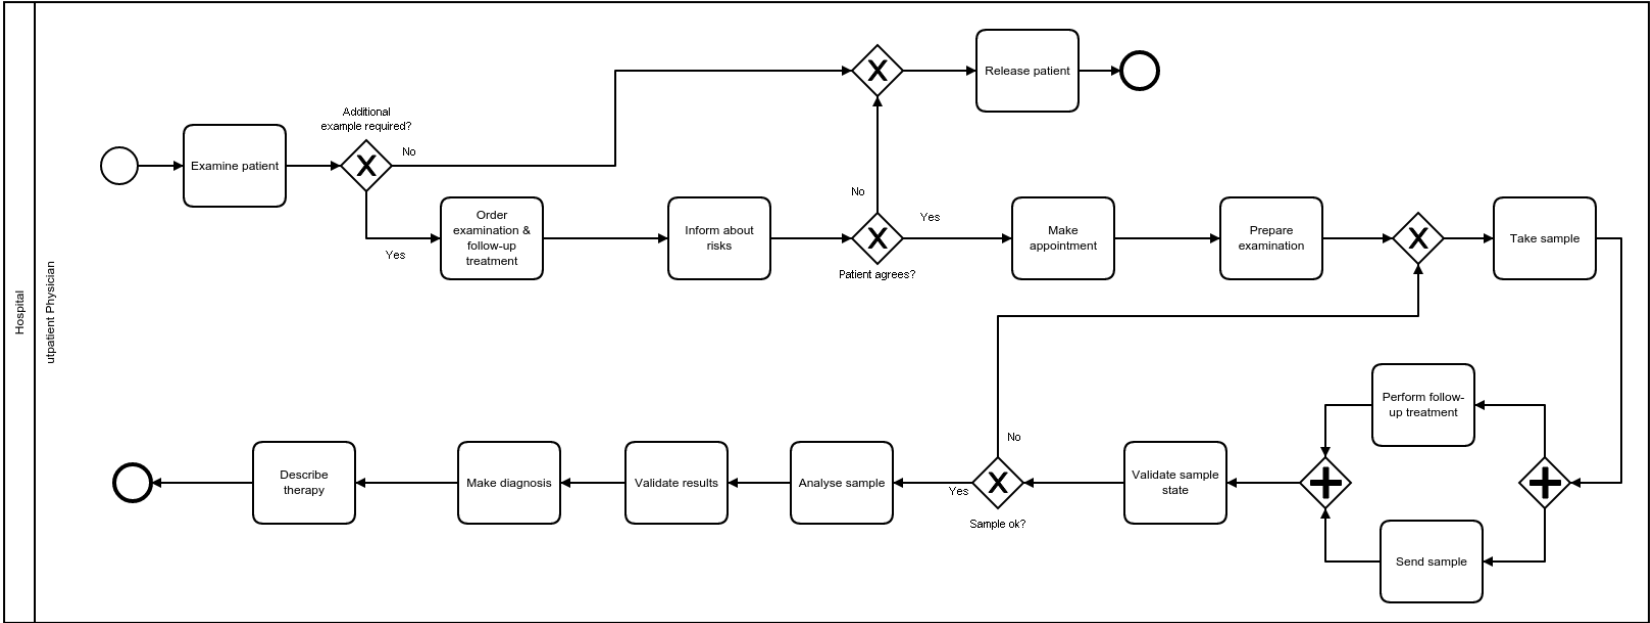 Hospital
utpatient Physician
Additional
example required?
Examine patient
No
Yes
Order
examination &
follow-up
treatment
Inform about
risks
No
Yes
Patient agrees?
Release patient
Make
appointment
Prepare
examination
Take sample
Perform follow-
up treatment
Send sample
Validate sample
state
No
Yes
Sample ok?
Analyse sample
Validate results
Make diagnosis
Describe
therapy